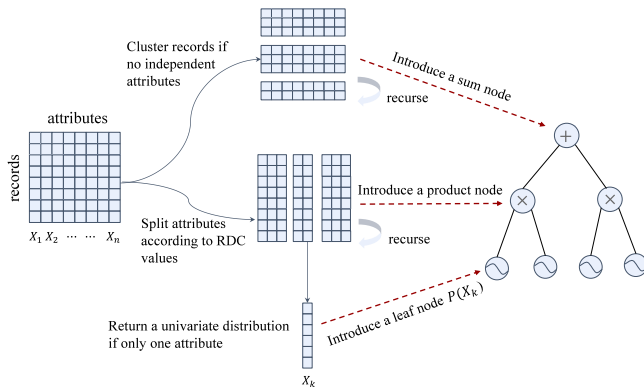 Cluster records if
no independent
attributes
Introduce a sum node
recurse
attributes
records
X₁ X₂ ⋯ ⋯ Xₙ
Split attributes
according to RDC
values
Introduce a product node
recurse
+
× ×
Introduce a leaf node P(Xₖ)
Return a univariate distribution
if only one attribute
Xₖ